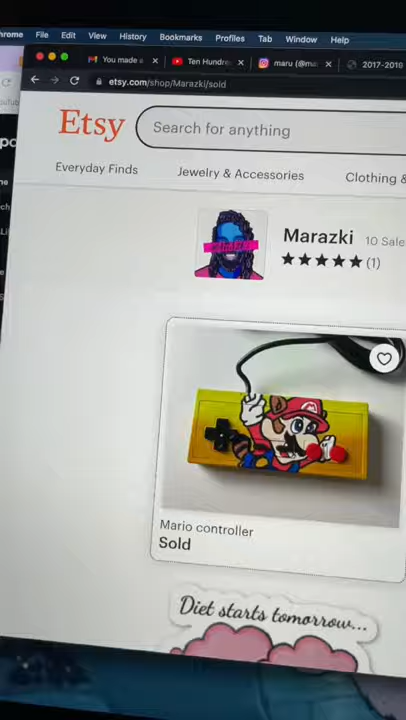 Chrome File Edit View History Bookmarks Profiles Tab Window Help
You made a Ten Hundre maru (@ma 2017-2019
etsy.com/shop/Marazki/sold
Etsy
Search for anything
Everyday Finds Jewelry & Accessories Clothing &
Marazki 10 Sale
(1)
Mario controller
Sold
Diet starts tomorrow...